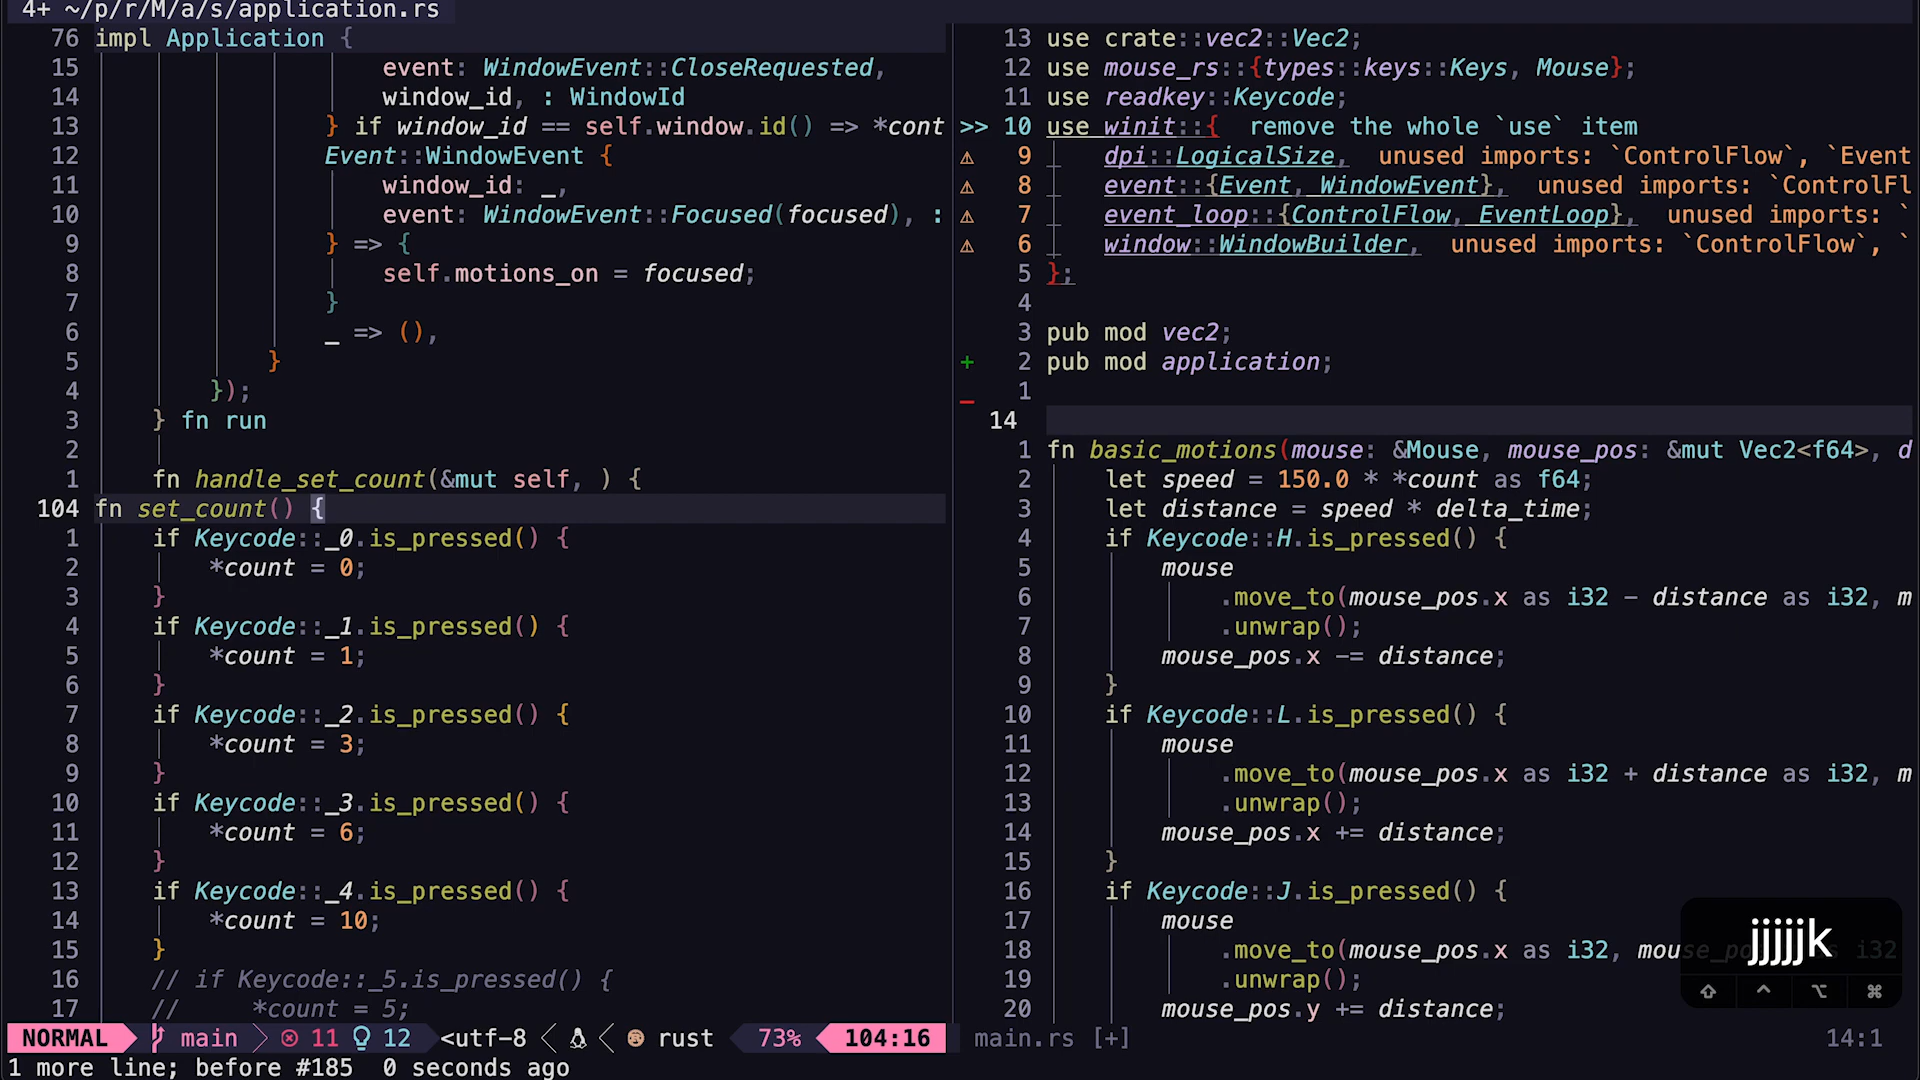 4+ ~/p/r/M/a/s/application.rs
76 impl Application {
15 event: WindowEvent::CloseRequested,
14 window_id, : WindowId
13 } if window_id == self.window.id() => *cont
12 Event::WindowEvent {
11 window_id: _,
10 event: WindowEvent::Focused(focused), :
9 } => {
8 self.motions_on = focused;
7 }
6 _ => (),
5 }
4 });
3 } fn run
2
1 fn handle_set_count(&mut self, ) {
104 fn set_count() {
1 if Keycode::_0.is_pressed() {
2 *count = 0;
3 }
4 if Keycode::_1.is_pressed() {
5 *count = 1;
6 }
7 if Keycode::_2.is_pressed() {
8 *count = 3;
9 }
10 if Keycode::_3.is_pressed() {
11 *count = 6;
12 }
13 if Keycode::_4.is_pressed() {
14 *count = 10;
15 }
16 // if Keycode::_5.is_pressed() {
17 // *count = 5;
NORMAL main 11 12 <utf-8 rust 73% 104:16
1 more line; before #185 0 seconds ago
13 use crate::vec2::Vec2;
12 use mouse_rs::{types::keys::Keys, Mouse};
11 use readkey::Keycode;
>> 10 use winit::{ remove the whole `use` item
⚠ 9 dpi::LogicalSize, unused imports: `ControlFlow`, `Event
⚠ 8 event::{Event, WindowEvent}, unused imports: `ControlFl
⚠ 7 event_loop::{ControlFlow, EventLoop}, unused imports: `
⚠ 6 window::WindowBuilder, unused imports: `ControlFlow`, `
5 };
4
3 pub mod vec2;
+ 2 pub mod application;
_ 1
14
1 fn basic_motions(mouse: &Mouse, mouse_pos: &mut Vec2<f64>, d
2 let speed = 150.0 * *count as f64;
3 let distance = speed * delta_time;
4 if Keycode::H.is_pressed() {
5 mouse
6 .move_to(mouse_pos.x as i32 - distance as i32, m
7 .unwrap();
8 mouse_pos.x -= distance;
9 }
10 if Keycode::L.is_pressed() {
11 mouse
12 .move_to(mouse_pos.x as i32 + distance as i32, m
13 .unwrap();
14 mouse_pos.x += distance;
15 }
16 if Keycode::J.is_pressed() {
17 mouse
18 .move_to(mouse_pos.x as i32, mouse_pos as i32
19 .unwrap();
20 mouse_pos.y += distance;
main.rs [+] 14:1
jjjjjk
⇧ ⌃ ⌥ ⌘